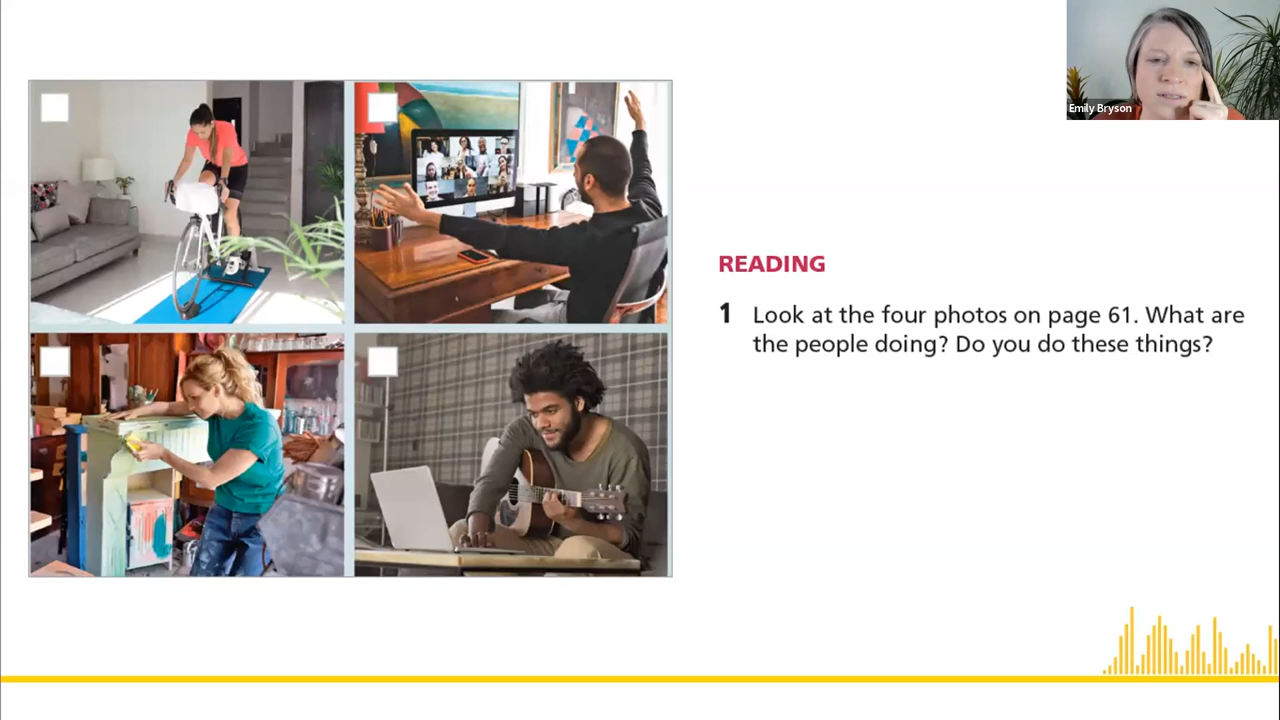 Emily Bryson
READING
1 Look at the four photos on page 61. What are
the people doing? Do you do these things?